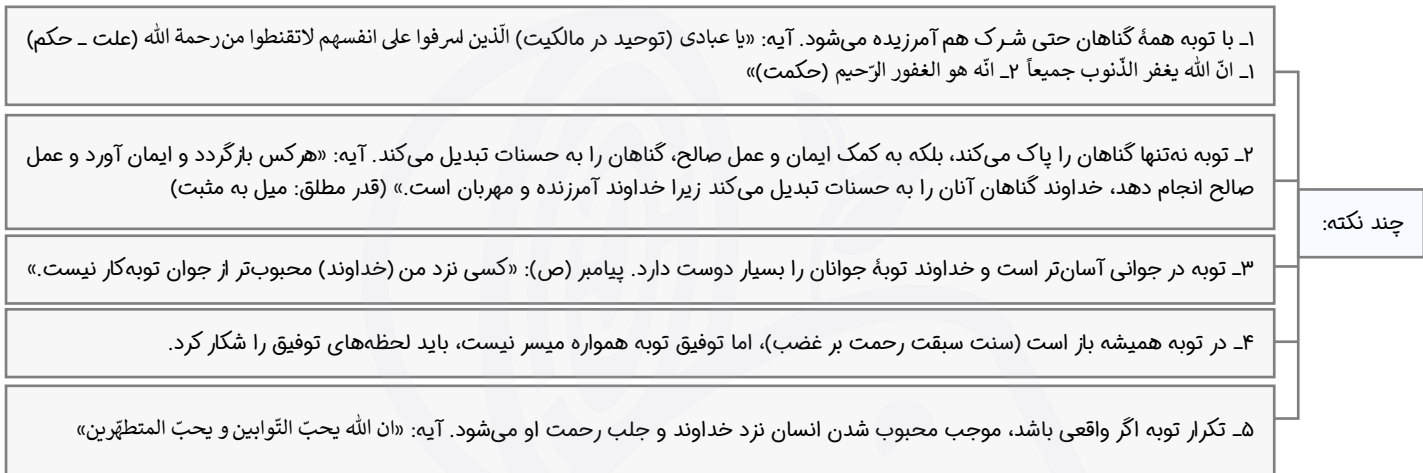 چند نکته:
۱ـ با توبه همهٔ گناهان حتی شرک هم آمرزیده می‌شود. آیه: «یا عبادی (توحید در مالکیت) الّذین اسرفوا علی انفسهم لاتقنطوا من رحمة الله (علت ـ حکم)
۱ـ انّ الله یغفر الذّنوب جمیعاً ۲ـ انّه هو الغفور الرّحیم (حکمت)»
۲ـ توبه نه‌تنها گناهان را پاک می‌کند، بلکه به کمک ایمان و عمل صالح، گناهان را به حسنات تبدیل می‌کند. آیه: «هرکس بازگردد و ایمان آورد و عمل
صالح انجام دهد، خداوند گناهان آنان را به حسنات تبدیل می‌کند زیرا خداوند آمرزنده و مهربان است.» (قدر مطلق: میل به مثبت)
۳ـ توبه در جوانی آسان‌تر است و خداوند توبهٔ جوانان را بسیار دوست دارد. پیامبر (ص): «کسی نزد من (خداوند) محبوب‌تر از جوان توبه‌کار نیست.»
۴ـ در توبه همیشه باز است (سنت سبقت رحمت بر غضب)، اما توفیق توبه همواره میسر نیست، باید لحظه‌های توفیق را شکار کرد.
۵ـ تکرار توبه اگر واقعی باشد، موجب محبوب شدن انسان نزد خداوند و جلب رحمت او می‌شود. آیه: «ان الله یحبّ التّوابین و یحبّ المتطهّرین»